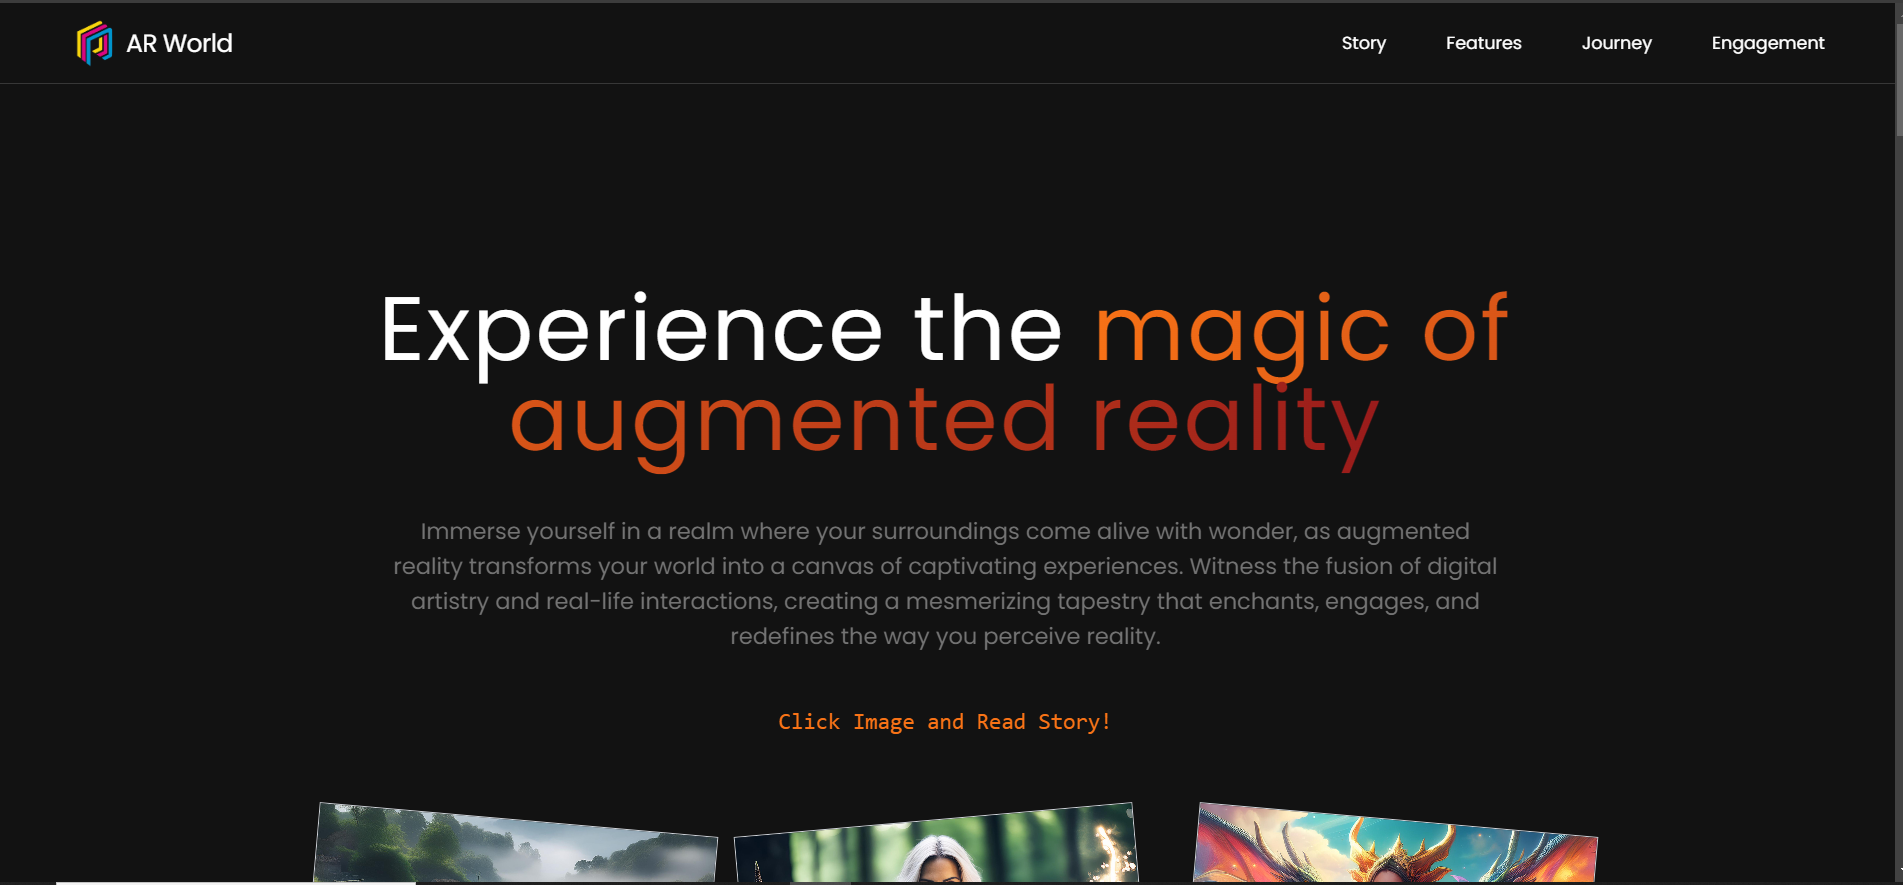 AR World
Story
Features
Journey
Engagement
Experience the magic of
augmented reality
Immerse yourself in a realm where your surroundings come alive with wonder, as augmented
reality transforms your world into a canvas of captivating experiences. Witness the fusion of digital
artistry and real-life interactions, creating a mesmerizing tapestry that enchants, engages, and
redefines the way you perceive reality.
Click Image and Read Story!